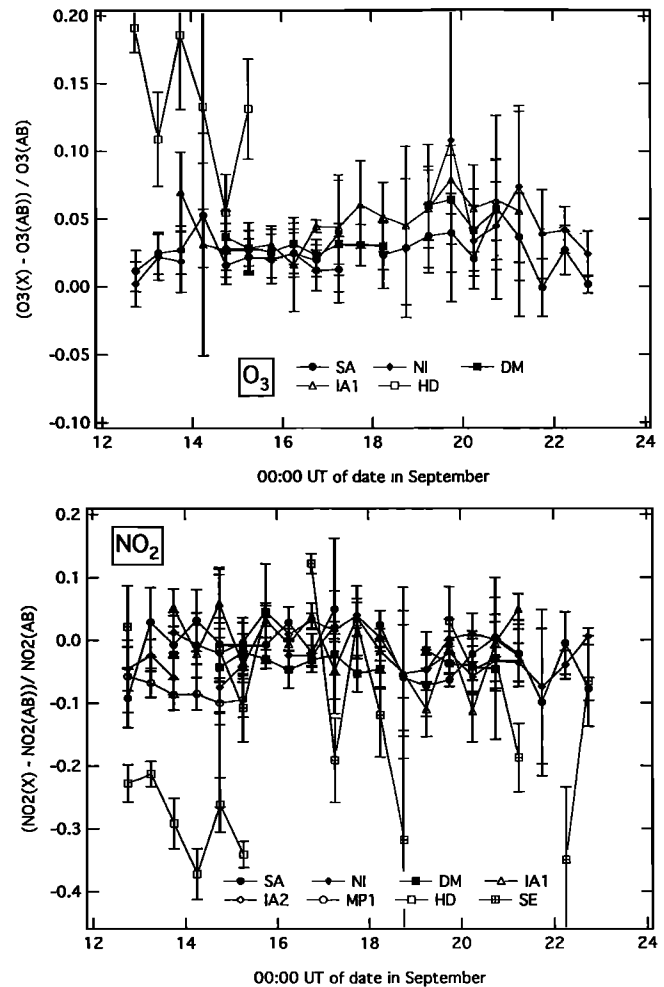 0.20
0.15
0.10
0.05
0.00
-0.05
-0.10
(O3(X) - O3(AB)) / O3(AB)
O3
SA
NI
DM
IA1
HD
12
14
16
18
20
22
24
00:00 UT of date in September
0.2
0.1
0.0
-0.1
-0.2
-0.3
-0.4
(NO2(X) - NO2(AB))/ NO2(AB)
NO2
SA
NI
DM
IA1
IA2
MP1
HD
SE
12
14
16
18
20
22
24
00:00 UT of date in September